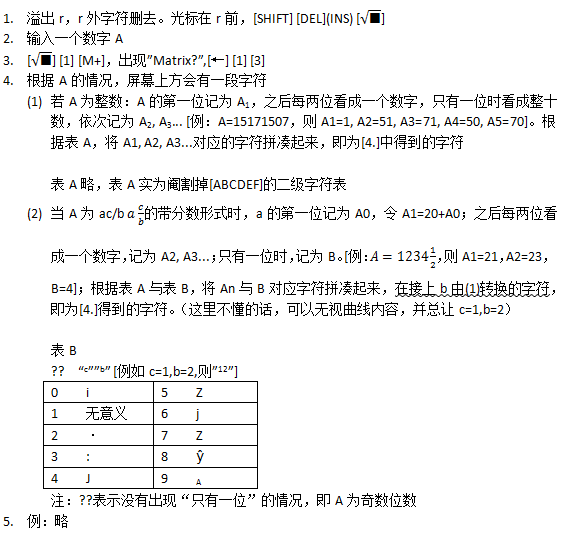 1. 溢出 r，r 外字符删去。光标在 r 前，[SHIFT] [DEL](INS) [√■]
2. 输入一个数字 A
3. [√■] [1] [M+]，出现”Matrix?”,[←] [1] [3]
4. 根据 A 的情况，屏幕上方会有一段字符
(1) 若 A 为整数：A 的第一位记为 A₁，之后每两位看成一个数字，只有一位时看成整十
数，依次记为 A₂, A₃... [例：A=15171507，则 A1=1, A2=51, A3=71, A4=50, A5=70]。根
据表 A，将 A1, A2, A3...对应的字符拼凑起来，即为[4.]中得到的字符
表 A 略，表 A 实为阉割掉[ABCDEF]的二级字符表
(2) 当 A 为 ac/b a c/b 的带分数形式时，a 的第一位记为 A0，令 A1=20+A0；之后每两位看
成一个数字，记为 A2, A3...；只有一位时，记为 B。[例：A = 1234 1/2，则 A1=21，A2=23，
B=4]；根据表 A 与表 B，将 An 与 B 对应字符拼凑起来，在接上 b 由(1)转换的字符，
即为[4.]得到的字符。（这里不懂的话，可以无视曲线内容，并总让 c=1,b=2）
表 B
?? “ᶜ””ᵇ” [例如 c=1,b=2,则”¹²”]
0 i 5 Z
1 无意义 6 j
2 · 7 Z
3 : 8 ŷ
4 J 9 A
注：??表示没有出现“只有一位”的情况，即 A 为奇数位数
5. 例：略